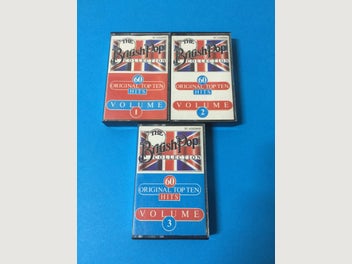 THE
British Pop
COLLECTION
60
ORIGINAL TOP TEN
HITS
VOLUME
1
THE
British Pop
COLLECTION
60
ORIGINAL TOP TEN
HITS
VOLUME
2
THE
British Pop
COLLECTION
60
ORIGINAL TOP TEN
HITS
VOLUME
3